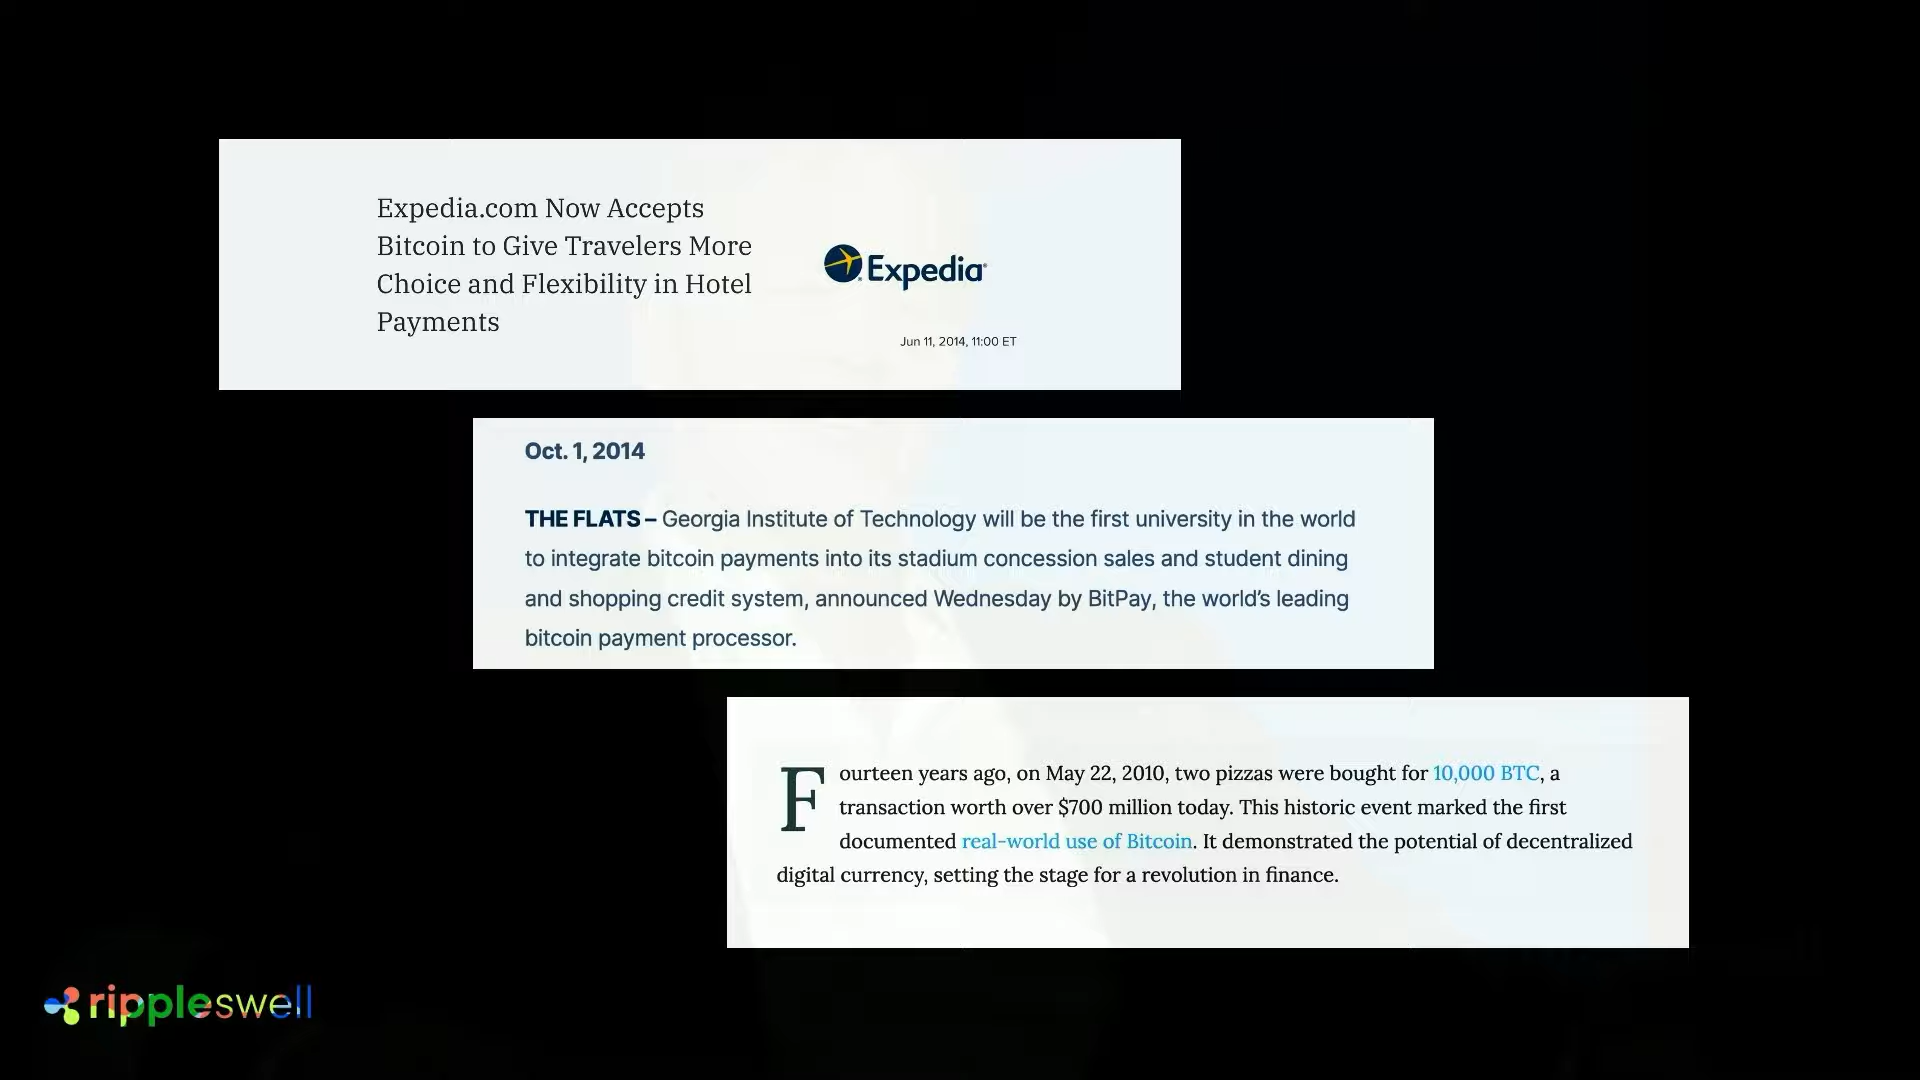 Expedia.com Now Accepts
Bitcoin to Give Travelers More
Choice and Flexibility in Hotel
Payments
Expedia®
Jun 11, 2014, 11:00 ET
Oct. 1, 2014
THE FLATS – Georgia Institute of Technology will be the first university in the world
to integrate bitcoin payments into its stadium concession sales and student dining
and shopping credit system, announced Wednesday by BitPay, the world’s leading
bitcoin payment processor.
Fourteen years ago, on May 22, 2010, two pizzas were bought for 10,000 BTC, a
transaction worth over $700 million today. This historic event marked the first
documented real-world use of Bitcoin. It demonstrated the potential of decentralized
digital currency, setting the stage for a revolution in finance.
rippleswell